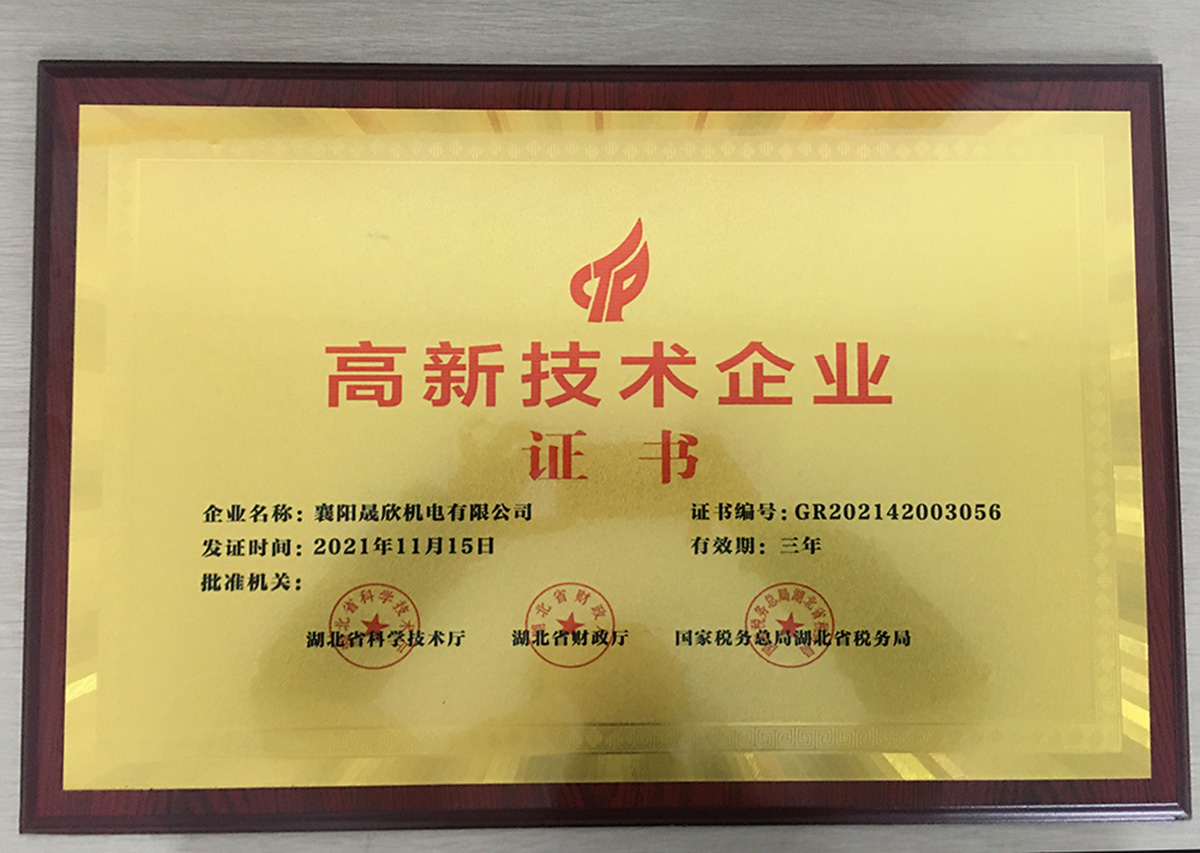 CTP
高新技术企业
证书
企业名称：襄阳晟欣机电有限公司
证书编号：GR202142003056
发证时间：2021年11月15日
有效期：三年
批准机关：
湖北省科学技术厅 湖北省财政厅 国家税务总局湖北省税务局